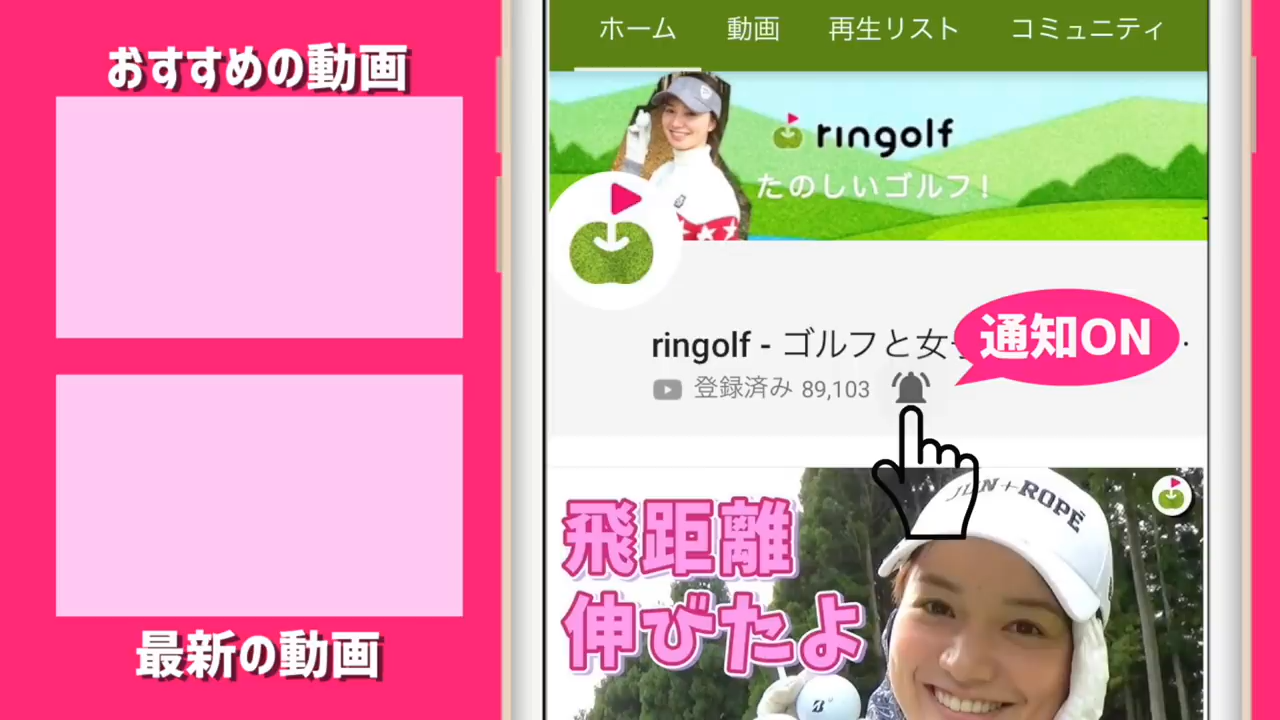 おすすめの動画
最新の動画
ホーム 動画 再生リスト コミュニティ
ringolf
たのしいゴルフ！
ringolf - ゴルフと女
通知ON
登録済み 89,103
飛距離
伸びたよ
JUN+ROPÉ
B